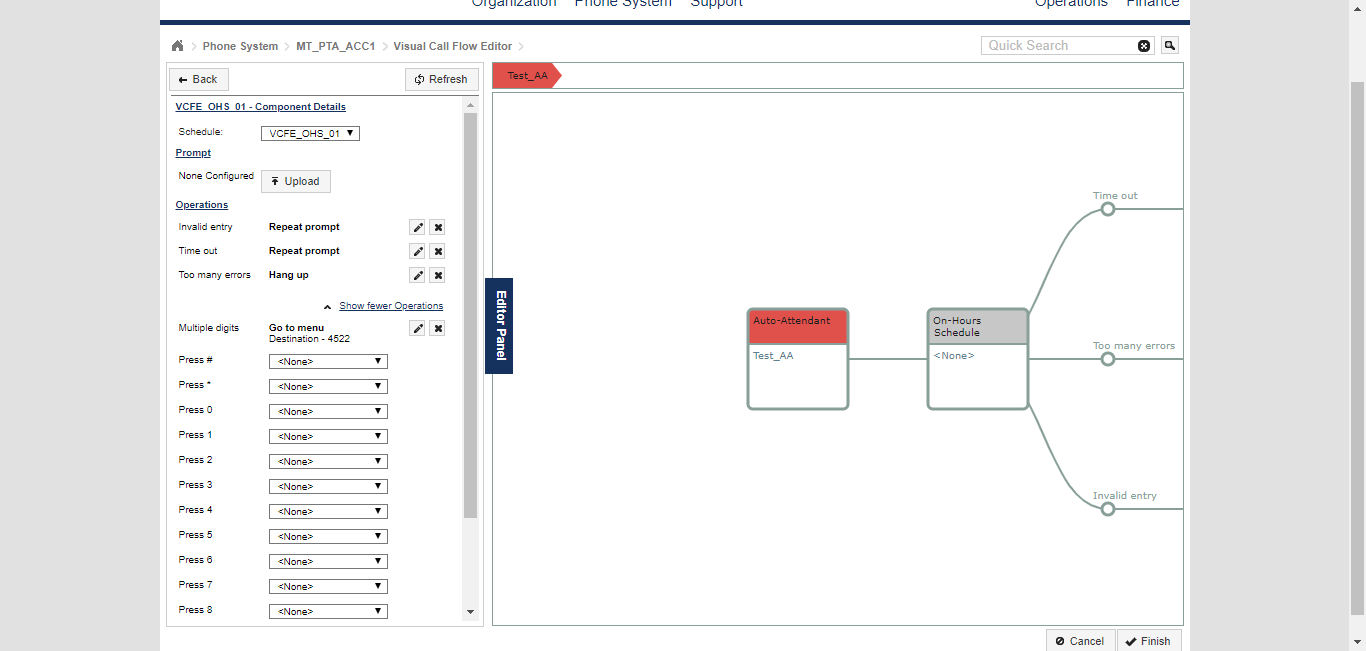 Organization Phone System Support Operations Finance
Phone System MT_PTA_ACC1 Visual Call Flow Editor
Quick Search
Back Refresh
VCFE_OHS_01 - Component Details
Schedule: VCFE_OHS_01
Prompt
None Configured Upload
Operations
Invalid entry Repeat prompt
Time out Repeat prompt
Too many errors Hang up
Show fewer Operations
Multiple digits Go to menu
Destination - 4522
Press # <None>
Press * <None>
Press 0 <None>
Press 1 <None>
Press 2 <None>
Press 3 <None>
Press 4 <None>
Press 5 <None>
Press 6 <None>
Press 7 <None>
Press 8 <None>
Editor Panel
Test_AA
Auto-Attendant
Test_AA
On-Hours
Schedule
<None>
Time out
Too many errors
Invalid entry
Cancel Finish